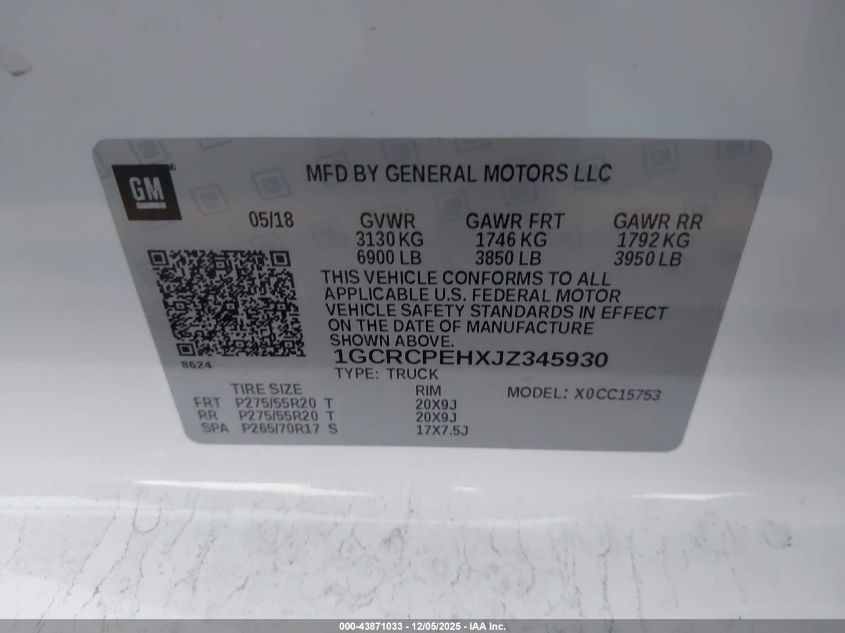 GM
MFD BY GENERAL MOTORS LLC
05/18 GVWR GAWR FRT GAWR RR
3130 KG 1746 KG 1792 KG
6900 LB 3850 LB 3950 LB
THIS VEHICLE CONFORMS TO ALL
APPLICABLE U.S. FEDERAL MOTOR
VEHICLE SAFETY STANDARDS IN EFFECT
ON THE DATE OF MANUFACTURE
SHOWN ABOVE.
8624
1GCRCPEHXJZ345930
TYPE: TRUCK
TIRE SIZE RIM MODEL: X0CC15753
FRT P275/55R20 T 20X9J
RR P275/55R20 T 20X9J
SPA P265/70R17 S 17X7.5J
000-43871033 - 12/05/2025 - IAA Inc.